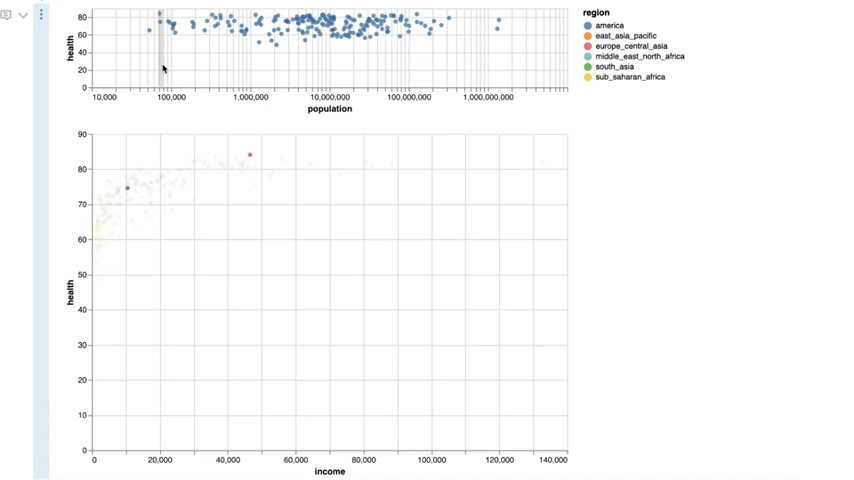 80
60
40
20
0
health
10,000 100,000 1,000,000 10,000,000 100,000,000 1,000,000,000
population
region
america
east_asia_pacific
europe_central_asia
middle_east_north_africa
south_asia
sub_saharan_africa
90
80
70
60
50
40
30
20
10
0
health
0 20,000 40,000 60,000 80,000 100,000 120,000 140,000
income